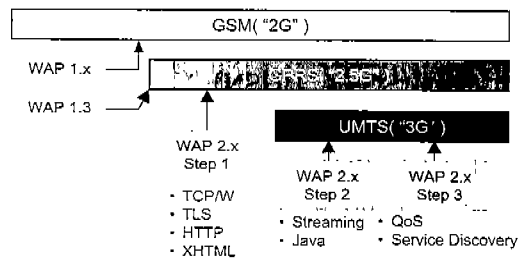 GSM( "2G" )
WAP 1.x
GPRS( "2.5G" )
WAP 1.3
UMTS( "3G" )
WAP 2.x
Step 1
WAP 2.x
Step 2
WAP 2.x
Step 3
· TCP/W
· TLS
· HTTP
· XHTML
· Streaming
· Java
· QoS
· Service Discovery